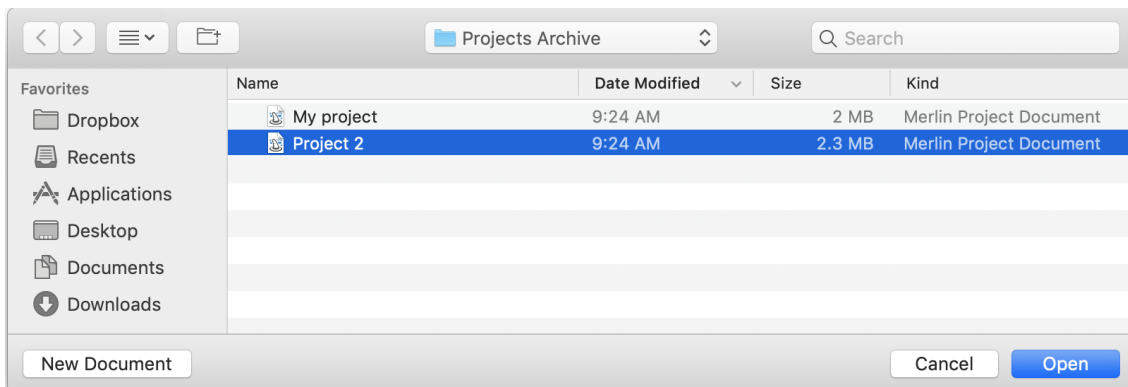 Projects Archive
Search
Favorites
Dropbox
Recents
Applications
Desktop
Documents
Downloads
Name Date Modified Size Kind
My project 9:24 AM 2 MB Merlin Project Document
Project 2 9:24 AM 2.3 MB Merlin Project Document
New Document Cancel Open